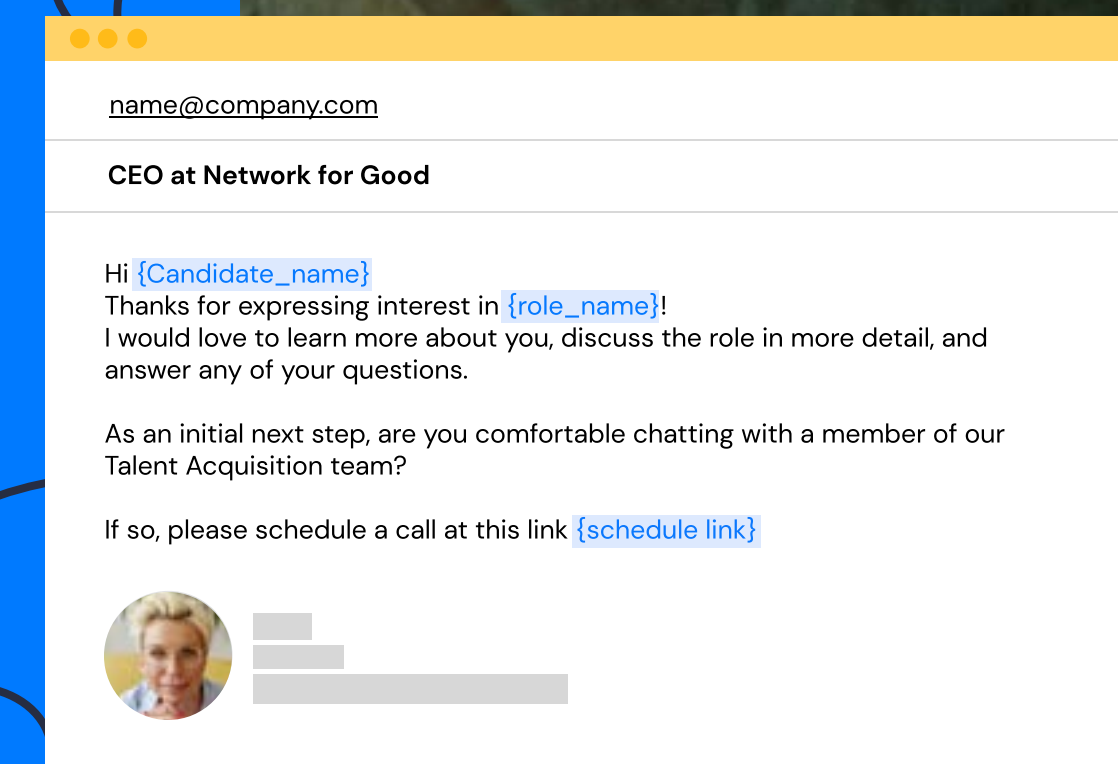 name@company.com
CEO at Network for Good
Hi {Candidate_name}
Thanks for expressing interest in {role_name}!
I would love to learn more about you, discuss the role in more detail, and
answer any of your questions.
As an initial next step, are you comfortable chatting with a member of our
Talent Acquisition team?
If so, please schedule a call at this link {schedule link}